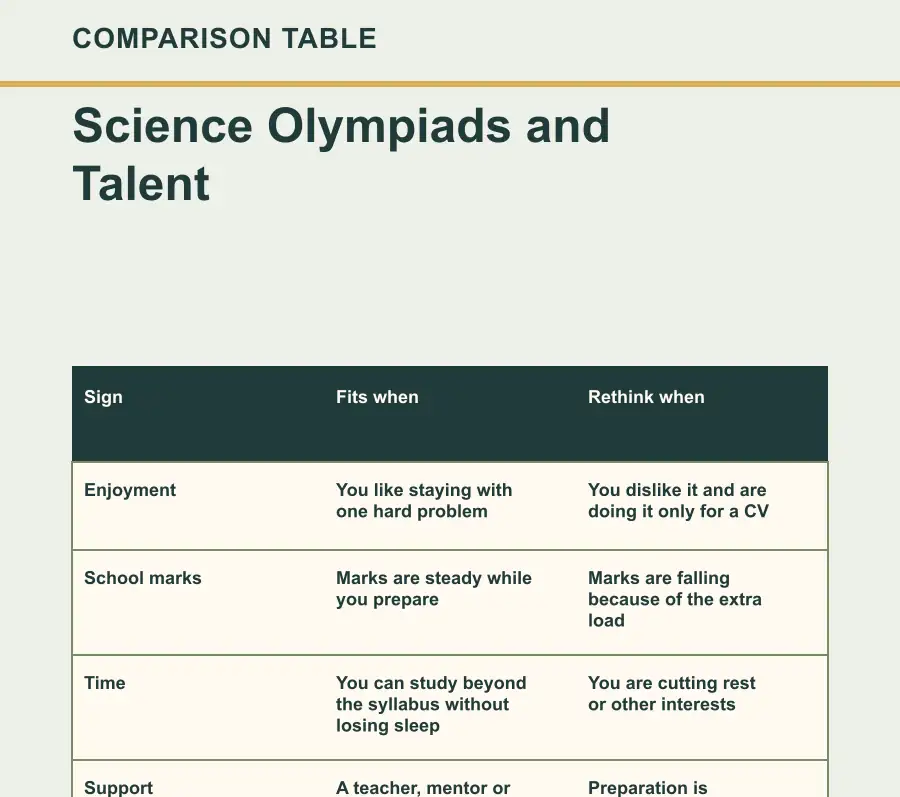 COMPARISON TABLE
Science Olympiads and
Talent
Sign
Fits when
Rethink when
Enjoyment
You like staying with
one hard problem
You dislike it and are
doing it only for a CV
School marks
Marks are steady while
you prepare
Marks are falling
because of the extra
load
Time
You can study beyond
the syllabus without
losing sleep
You are cutting rest
or other interests
Support
A teacher, mentor or
Preparation is